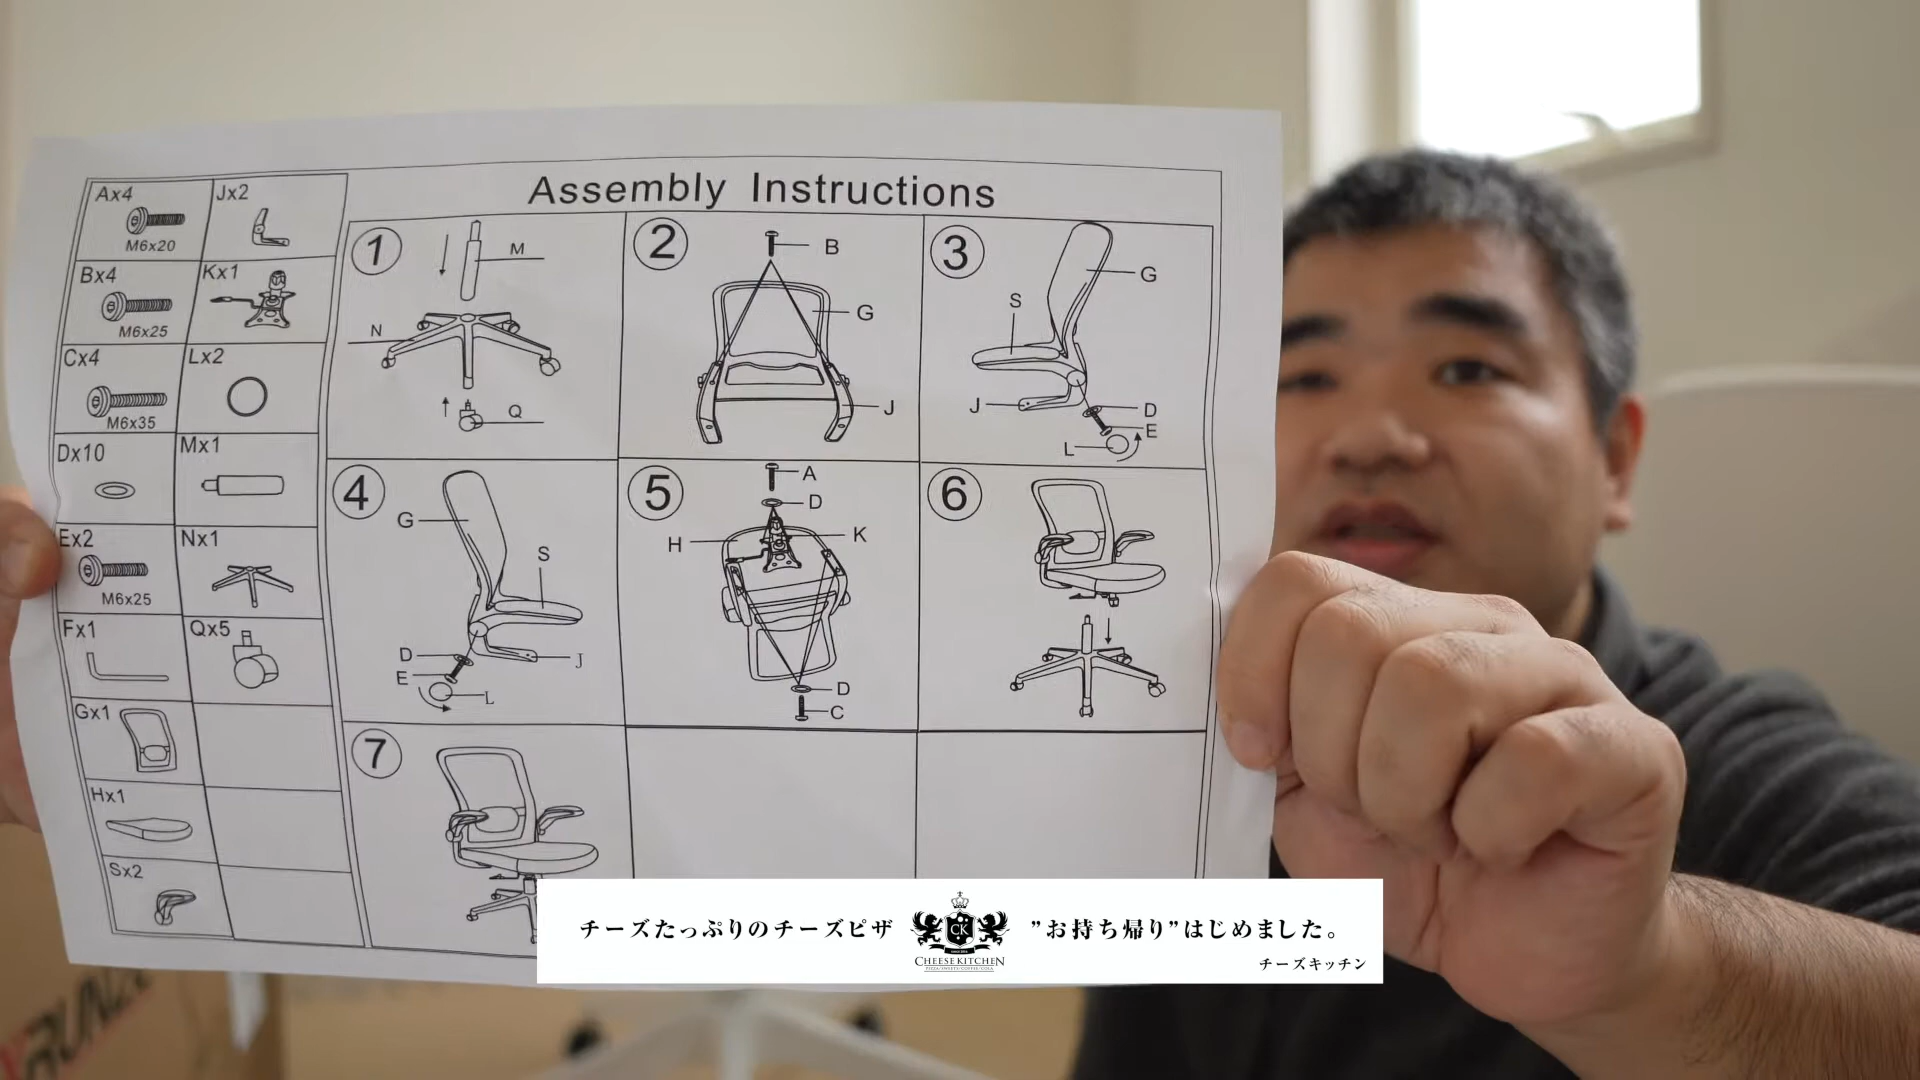 Assembly Instructions
Ax4
M6x20
Jx2
Bx4
M6x25
Kx1
Cx4
M6x35
Lx2
Dx10
Mx1
Ex2
M6x25
Nx1
Fx1
Qx5
Gx1
Hx1
Sx2
1
M
N
Q
2
B
G
J
3
G
S
J
D
E
L
4
G
S
D
E
J
L
5
A
D
H
K
D
C
6
7
チーズたっぷりのチーズピザ
CK
CHEESE KITCHEN
”お持ち帰り”はじめました。
チーズキッチン